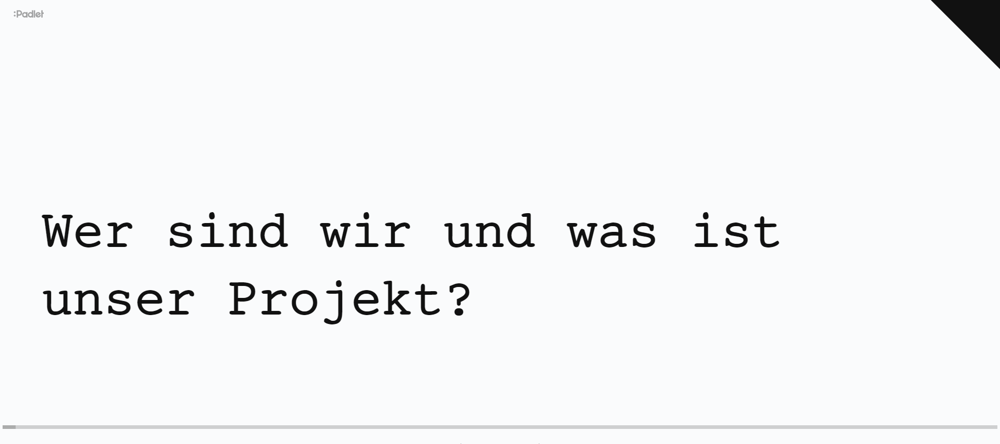 :Padlet
Wer sind wir und was ist
unser Projekt?